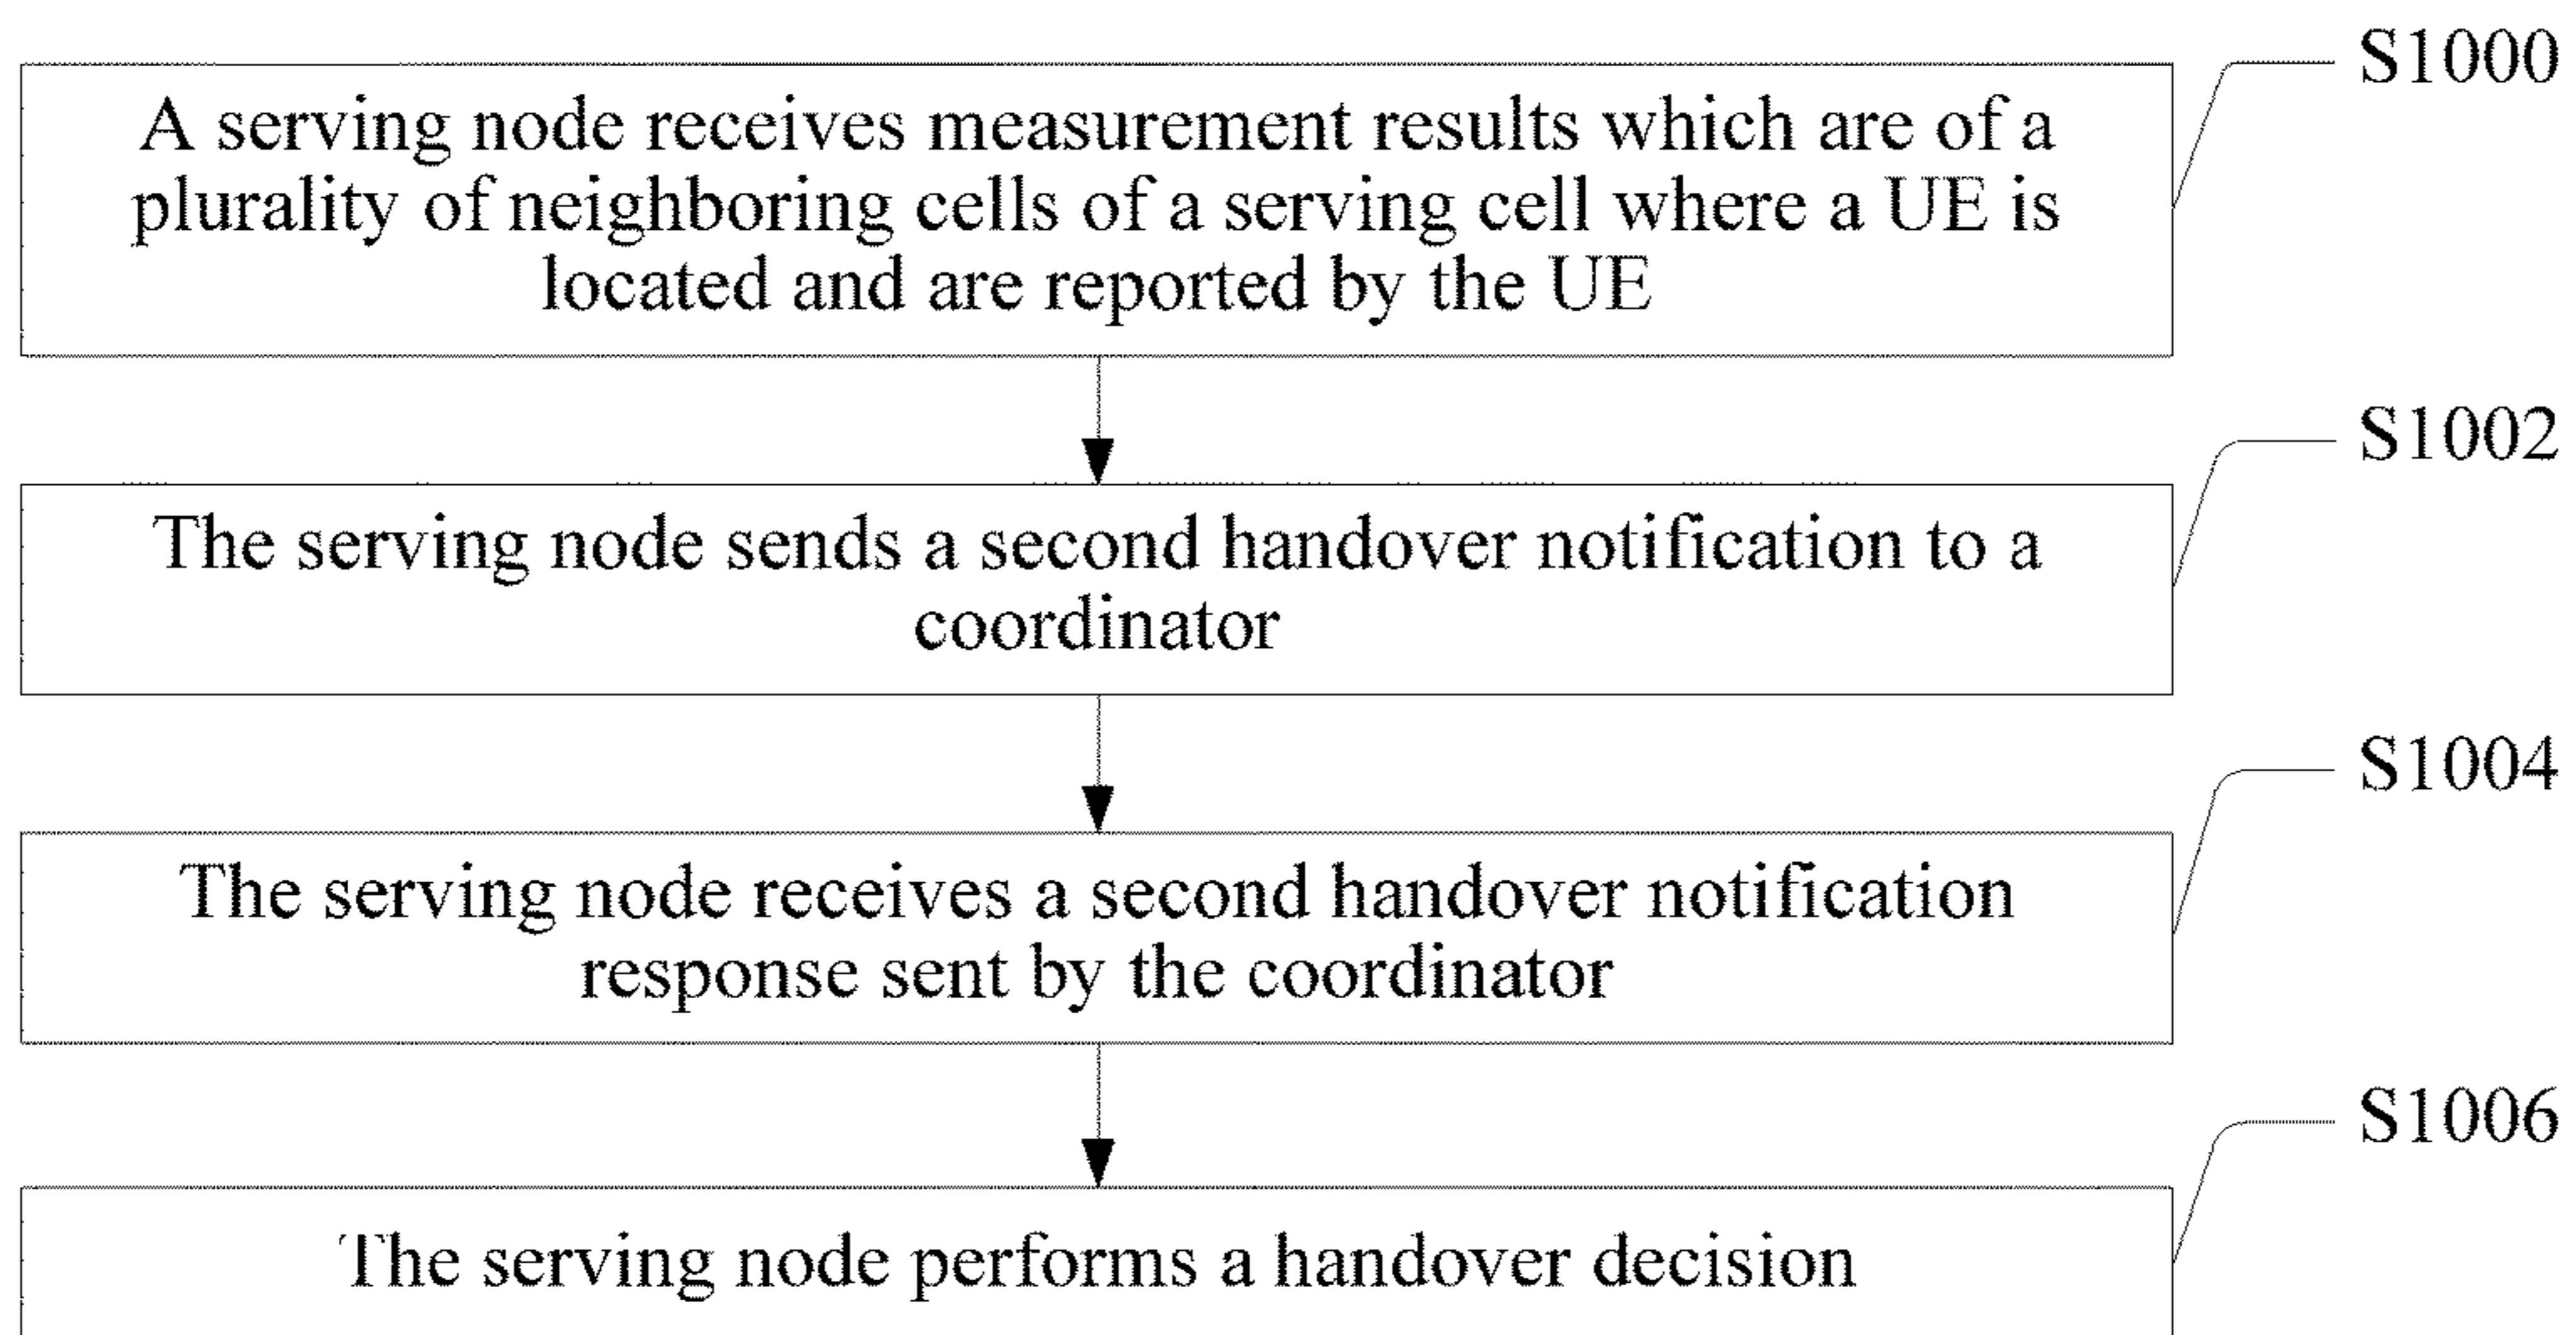 S1000
A serving node receives measurement results which are of a
plurality of neighboring cells of a serving cell where a UE is
located and are reported by the UE
S1002
The serving node sends a second handover notification to a
coordinator
S1004
The serving node receives a second handover notification
response sent by the coordinator
S1006
The serving node performs a handover decision